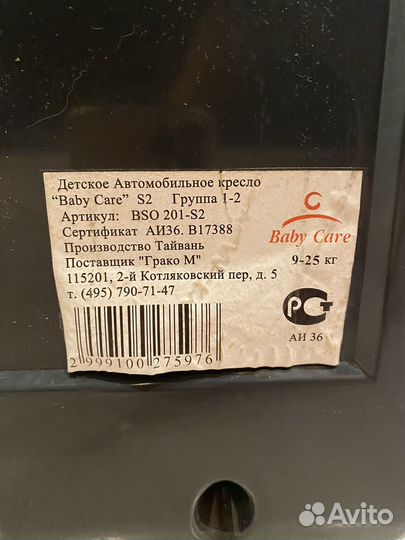 Детское Автомобильное кресло
“Baby Care” S2 Группа 1-2
Артикул: BSO 201-S2
Сертификат АИ36. В17388
Производство Тайвань
Поставщик "Грако М"
115201, 2-й Котляковский пер, д. 5
т. (495) 790-71-47
2 999100 275976
Baby Care
9-25 кг
РСТ
АИ 36
Avito